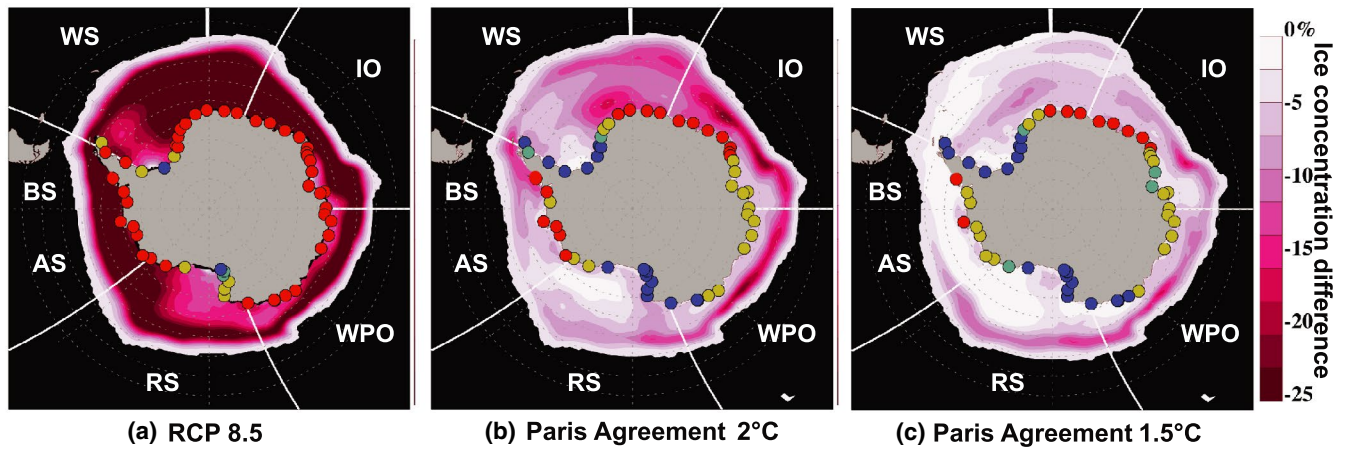 WS
IO
BS
AS
WPO
RS
(a) RCP 8.5
WS
IO
BS
AS
WPO
RS
(b) Paris Agreement 2°C
WS
IO
BS
AS
WPO
RS
(c) Paris Agreement 1.5°C
0%
-5
-10
-15
-20
-25
Ice concentration difference